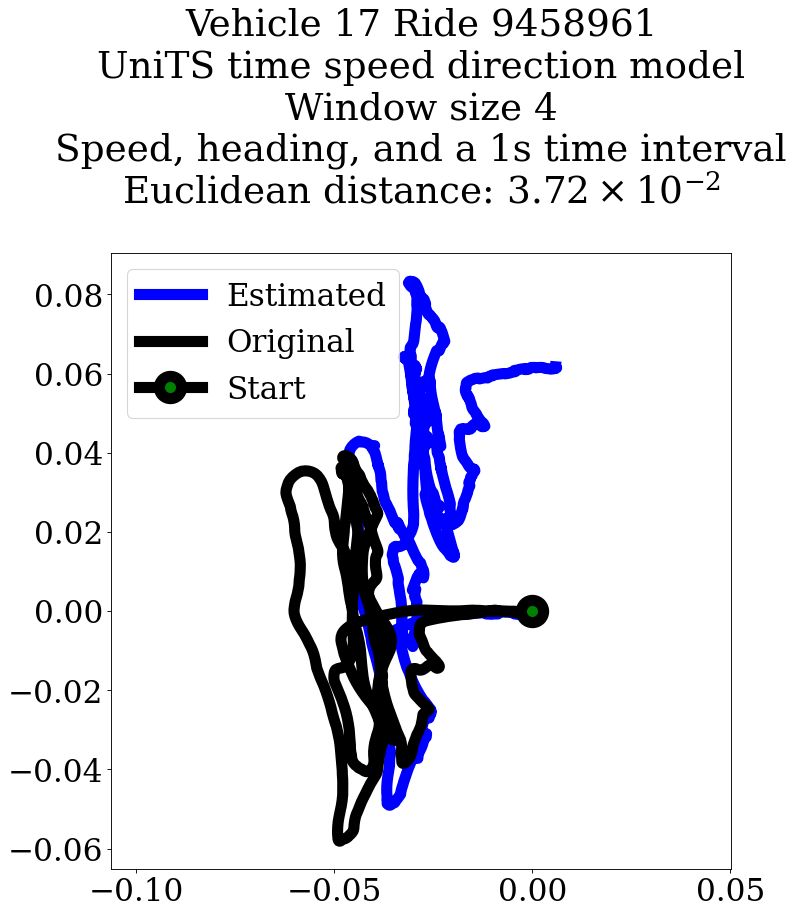 Vehicle 17 Ride 9458961
UniTS time speed direction model
Window size 4
Speed, heading, and a 1s time interval
Euclidean distance: 3.72 × 10⁻²
Estimated
Original
Start
0.08
0.06
0.04
0.02
0.00
−0.02
−0.04
−0.06
−0.10
−0.05
0.00
0.05